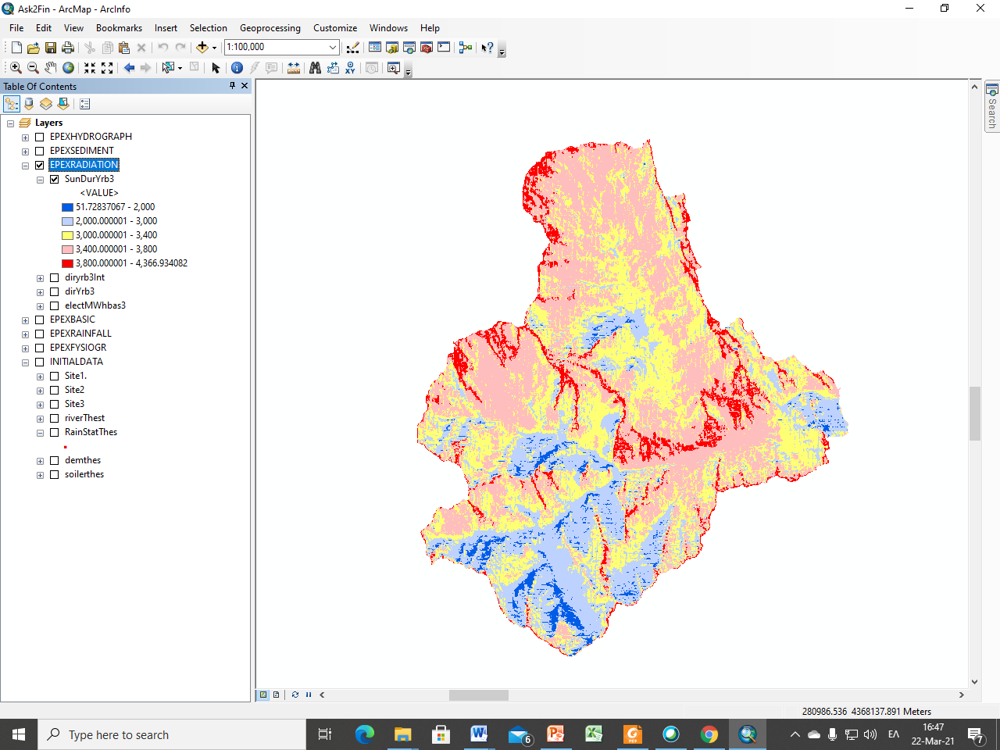 Ask2Fin - ArcMap - ArcInfo
File Edit View Bookmarks Insert Selection Geoprocessing Customize Windows Help
1:100,000
Table Of Contents
Layers
EPEXHYDROGRAPH
EPEXSEDIMENT
EPEXRADIATION
SunDurYrb3
<VALUE>
51.72837067 - 2,000
2,000.000001 - 3,000
3,000.000001 - 3,400
3,400.000001 - 3,800
3,800.000001 - 4,366.934082
diryrb3Int
dirYrb3
electMWhbas3
EPEXBASIC
EPEXRAINFALL
EPEXFYSIOGR
INITIALDATA
Site1.
Site2
Site3
riverThest
RainStatThes
demthes
soilerthes
Search
280986.536 4368137.891 Meters
Type here to search
6
ΕΛ
16:47
22-Mar-21
7